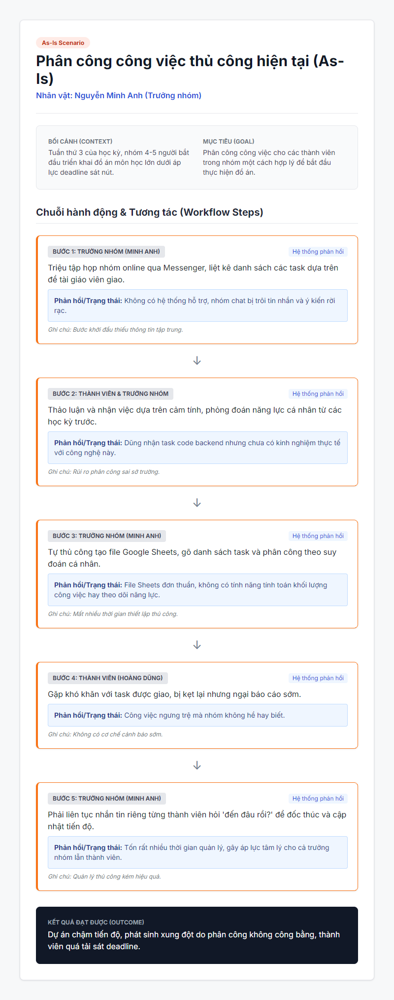 As-Is Scenario
Phân công công việc thủ công hiện tại (As-
Is)
Nhân vật: Nguyễn Minh Anh (Trưởng nhóm)
BỐI CẢNH (CONTEXT)
Tuần thứ 3 của học kỳ, nhóm 4-5 người bắt
đầu triển khai đồ án môn học lớn dưới áp
lực deadline sát nút.
MỤC TIÊU (GOAL)
Phân công công việc cho các thành viên
trong nhóm một cách hợp lý để bắt đầu
thực hiện đồ án.
Chuỗi hành động & Tương tác (Workflow Steps)
BƯỚC 1: TRƯỞNG NHÓM (MINH ANH)
Hệ thống phản hồi
Triệu tập họp nhóm online qua Messenger, liệt kê danh sách các task dựa trên
đề tài giáo viên giao.
Phản hồi/Trạng thái: Không có hệ thống hỗ trợ, nhóm chat bị trôi tin nhắn và ý kiến rời
rạc.
Ghi chú: Bước khởi đầu thiếu thông tin tập trung.
↓
BƯỚC 2: THÀNH VIÊN & TRƯỞNG NHÓM
Hệ thống phản hồi
Thảo luận và nhận việc dựa trên cảm tính, phỏng đoán năng lực cá nhân từ các
học kỳ trước.
Phản hồi/Trạng thái: Dũng nhận task code backend nhưng chưa có kinh nghiệm thực tế
với công nghệ này.
Ghi chú: Rủi ro phân công sai sở trường.
↓
BƯỚC 3: TRƯỞNG NHÓM (MINH ANH)
Hệ thống phản hồi
Tự thủ công tạo file Google Sheets, gõ danh sách task và phân công theo suy
đoán cá nhân.
Phản hồi/Trạng thái: File Sheets đơn thuần, không có tính năng tính toán khối lượng
công việc hay theo dõi năng lực.
Ghi chú: Mất nhiều thời gian thiết lập thủ công.
↓
BƯỚC 4: THÀNH VIÊN (HOÀNG DŨNG)
Hệ thống phản hồi
Gặp khó khăn với task được giao, bị kẹt lại nhưng ngại báo cáo sớm.
Phản hồi/Trạng thái: Công việc ngưng trệ mà nhóm không hề hay biết.
Ghi chú: Không có cơ chế cảnh báo sớm.
↓
BƯỚC 5: TRƯỞNG NHÓM (MINH ANH)
Hệ thống phản hồi
Phải liên tục nhắn tin riêng từng thành viên hỏi 'đến đâu rồi?' để đốc thúc và cập
nhật tiến độ.
Phản hồi/Trạng thái: Tốn rất nhiều thời gian quản lý, gây áp lực tâm lý cho cả trưởng
nhóm lẫn thành viên.
Ghi chú: Quản lý thủ công kém hiệu quả.
KẾT QUẢ ĐẠT ĐƯỢC (OUTCOME)
Dự án chậm tiến độ, phát sinh xung đột do phân công không công bằng, thành
viên quá tải sát deadline.